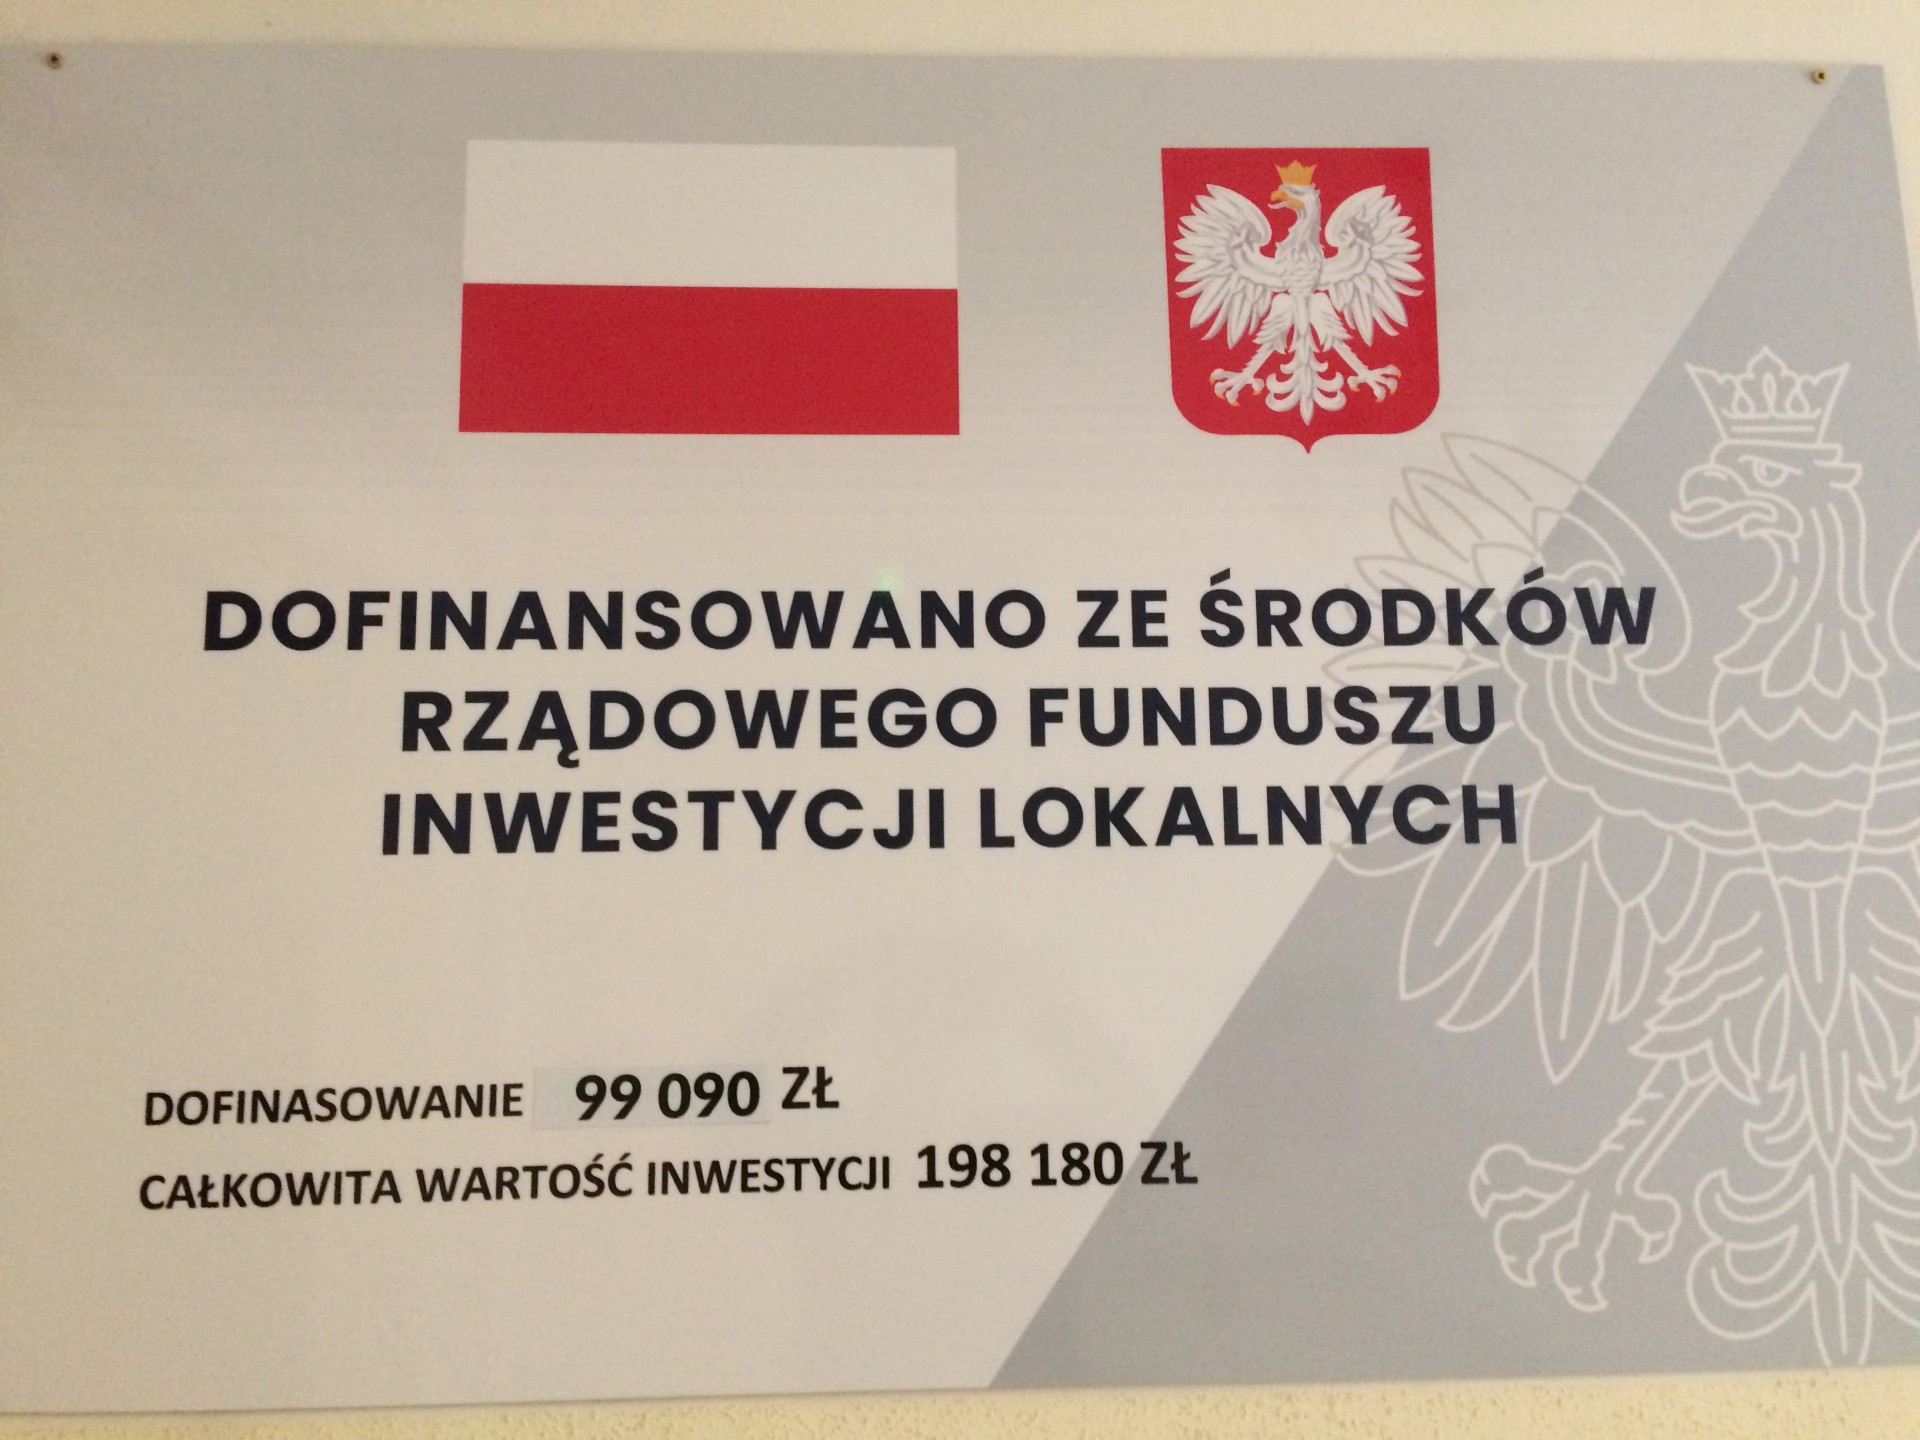 DOFINANSOWANO ZE ŚRODKÓW
RZĄDOWEGO FUNDUSZU
INWESTYCJI LOKALNYCH
DOFINASOWANIE 99 090 ZŁ
CAŁKOWITA WARTOŚĆ INWESTYCJI 198 180 ZŁ